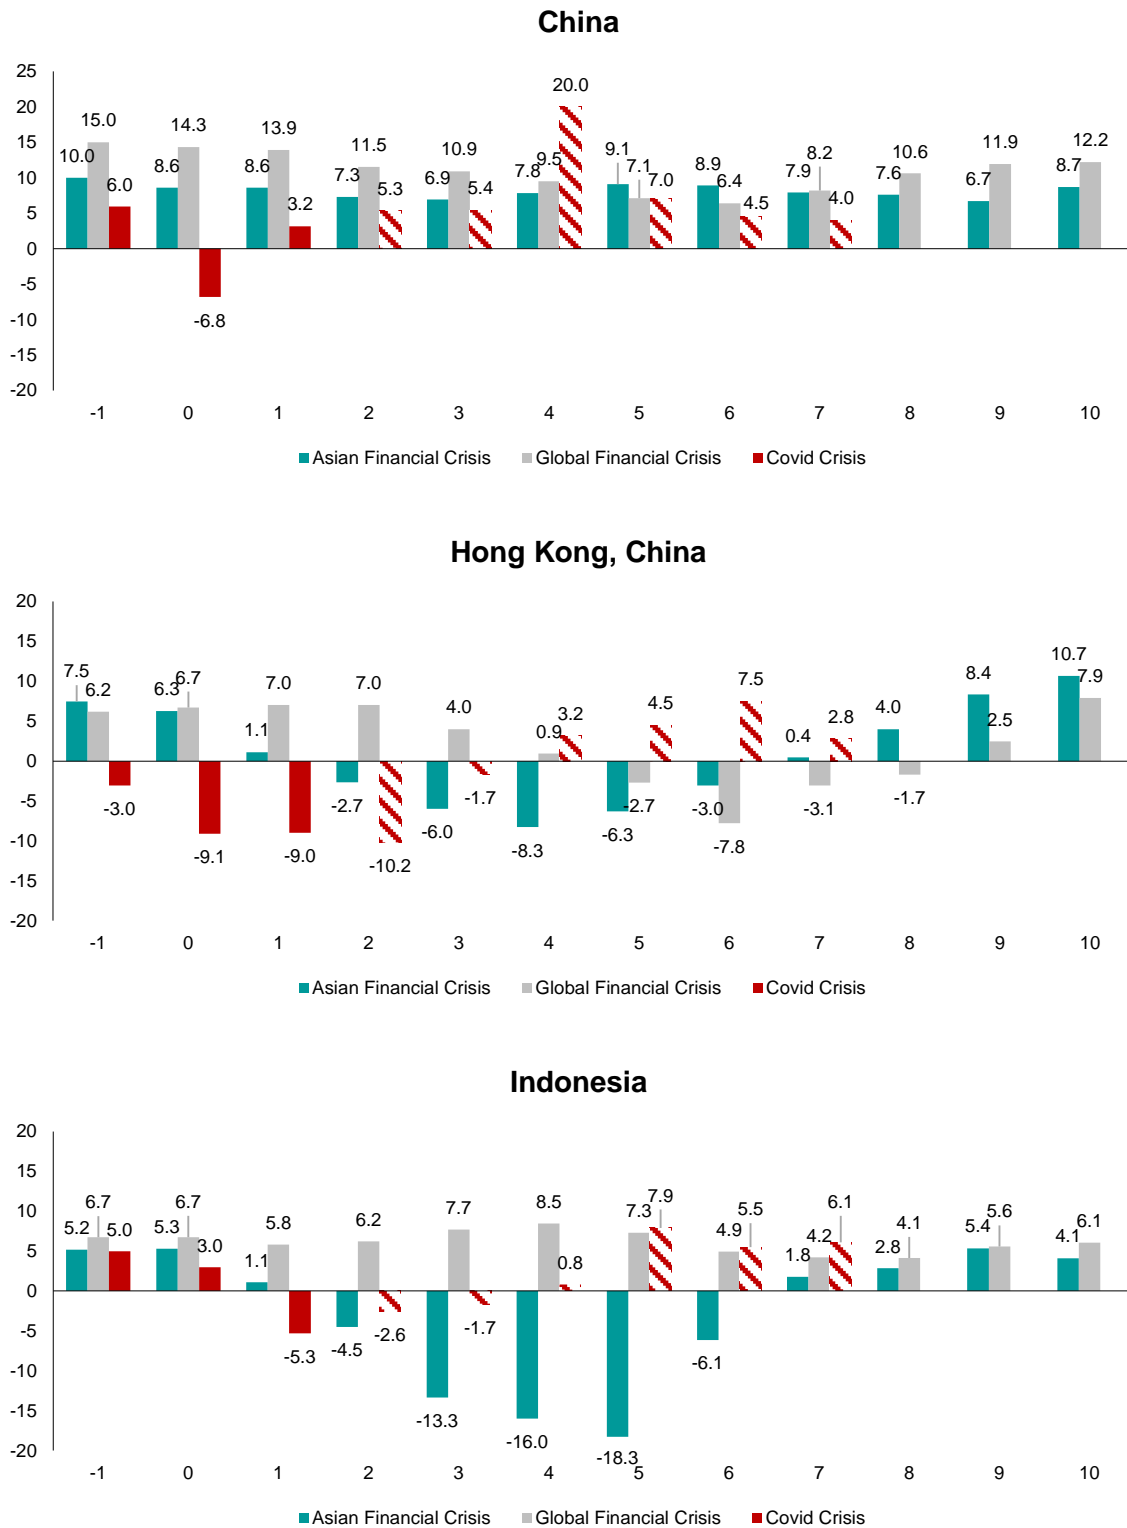 China
25
20
15
10
5
0
-5
-10
-15
-20
10.0 15.0 6.0
8.6 14.3 -6.8
8.6 13.9 3.2
7.3 11.5 5.3
6.9 10.9 5.4
7.8 9.5 20.0
9.1 7.1 7.0
8.9 6.4 4.5
7.9 8.2 4.0
7.6 10.6
6.7 11.9
8.7 12.2
-1 0 1 2 3 4 5 6 7 8 9 10
Asian Financial Crisis Global Financial Crisis Covid Crisis
Hong Kong, China
20
15
10
5
0
-5
-10
-15
-20
7.5 6.2 -3.0
6.3 6.7 -9.1
1.1 7.0 -9.0
-2.7 7.0 -10.2
-6.0 4.0 -1.7
-8.3 0.9 3.2
-6.3 -2.7 4.5
-3.0 -7.8 7.5
0.4 -3.1 2.8
4.0 -1.7
8.4 2.5
10.7 7.9
-1 0 1 2 3 4 5 6 7 8 9 10
Asian Financial Crisis Global Financial Crisis Covid Crisis
Indonesia
20
15
10
5
0
-5
-10
-15
-20
5.2 6.7 5.0
5.3 6.7 3.0
1.1 5.8 -5.3
-4.5 6.2 -2.6
-13.3 7.7 -1.7
-16.0 8.5 0.8
-18.3 7.3 7.9
-6.1 4.9 5.5
1.8 4.2 6.1
2.8 4.1
5.4 5.6
4.1 6.1
-1 0 1 2 3 4 5 6 7 8 9 10
Asian Financial Crisis Global Financial Crisis Covid Crisis